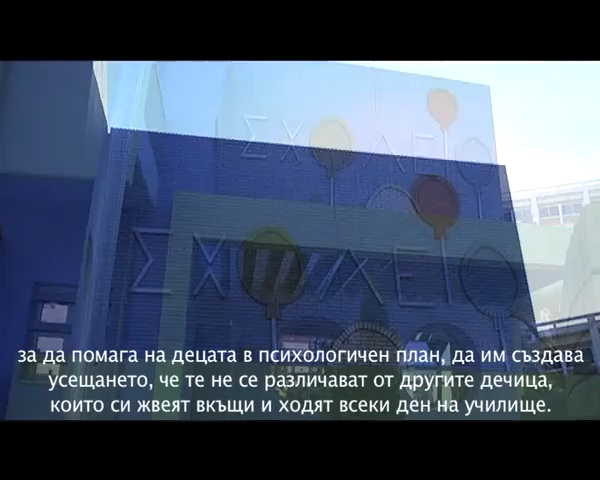 ΣΧΟΛΕΙΟ
ΣΧΟΛΕΙΟ
за да помага на децата в психологичен план, да им създава
усещането, че те не се различават от другите дечица,
които си жвеят вкъщи и ходят всеки ден на училище.